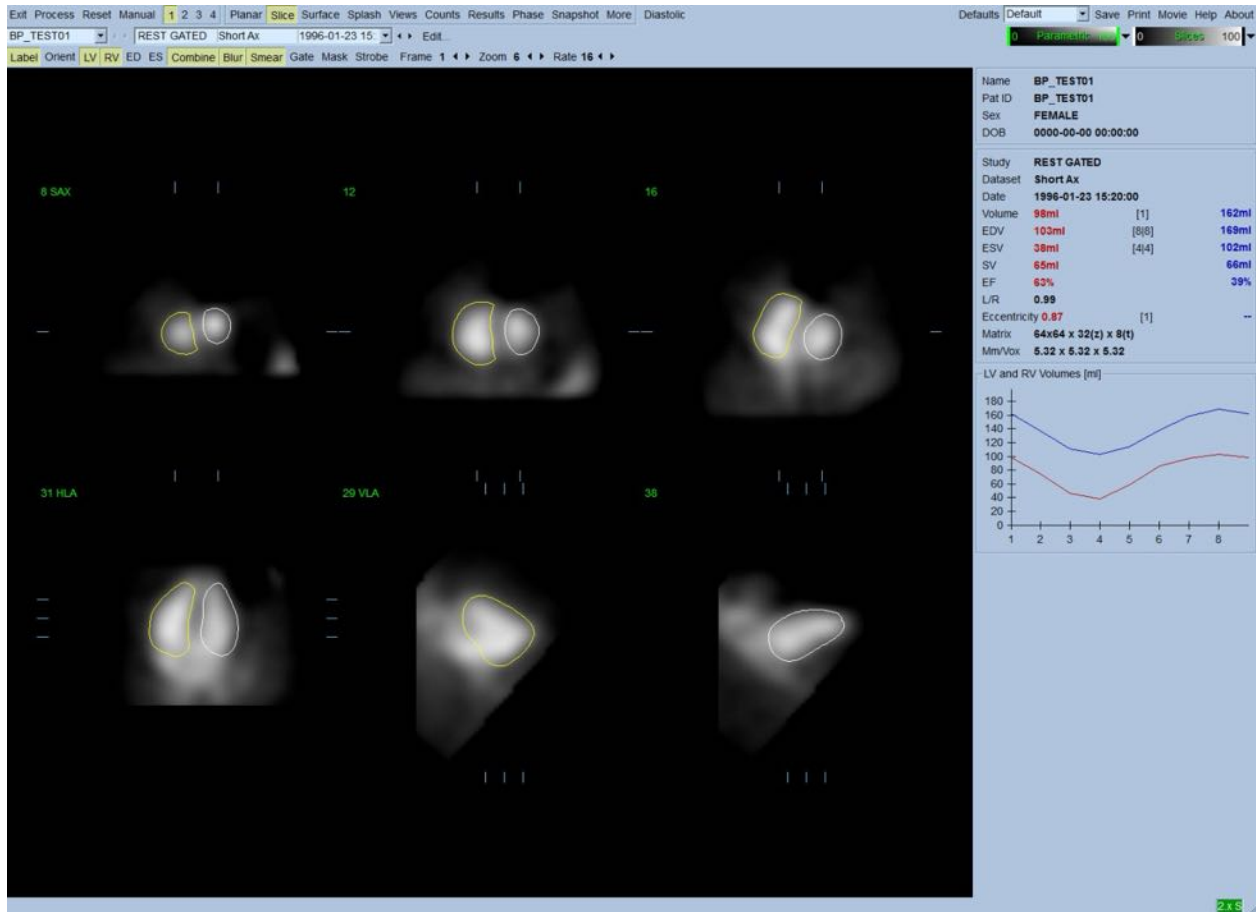 Exit Process Reset Manual 1 2 3 4 Planar Slice Surface Splash Views Counts Results Phase Snapshot More Diastolic Defaults Default Save Print Movie Help About
BP_TEST01 REST GATED Short Ax 1996-01-23 15: Edit... 0 Parametric 0 Slices 100
Label Orient LV RV ED ES Combine Blur Smear Gate Mask Strobe Frame 1 Zoom 6 Rate 16
8 SAX 12 16
31 HLA 29 VLA 38
Name BP_TEST01
Pat ID BP_TEST01
Sex FEMALE
DOB 0000-00-00 00:00:00
Study REST GATED
Dataset Short Ax
Date 1996-01-23 15:20:00
Volume 98ml [1] 162ml
EDV 103ml [8|8] 169ml
ESV 38ml [4|4] 102ml
SV 65ml 66ml
EF 63% 39%
L/R 0.99
Eccentricity 0.87 [1] --
Matrix 64x64 x 32(z) x 8(t)
Mm/Vox 5.32 x 5.32 x 5.32
LV and RV Volumes [ml]
180
160
140
120
100
80
60
40
20
0
1 2 3 4 5 6 7 8
2.x S